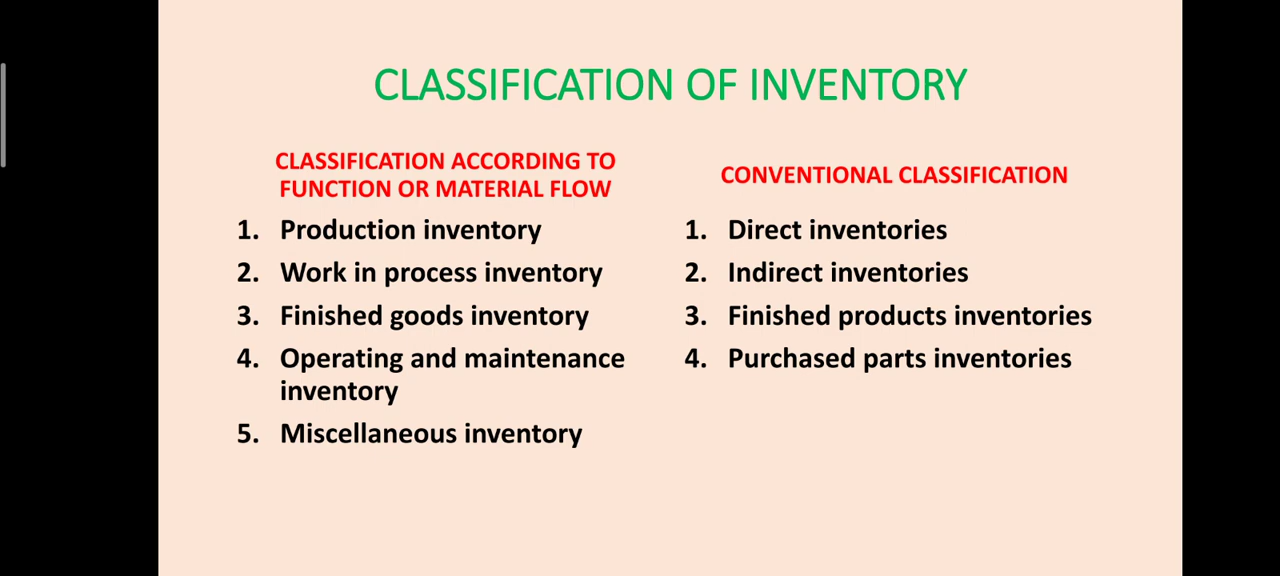 CLASSIFICATION OF INVENTORY
CLASSIFICATION ACCORDING TO
FUNCTION OR MATERIAL FLOW
1. Production inventory
2. Work in process inventory
3. Finished goods inventory
4. Operating and maintenance
inventory
5. Miscellaneous inventory
CONVENTIONAL CLASSIFICATION
1. Direct inventories
2. Indirect inventories
3. Finished products inventories
4. Purchased parts inventories